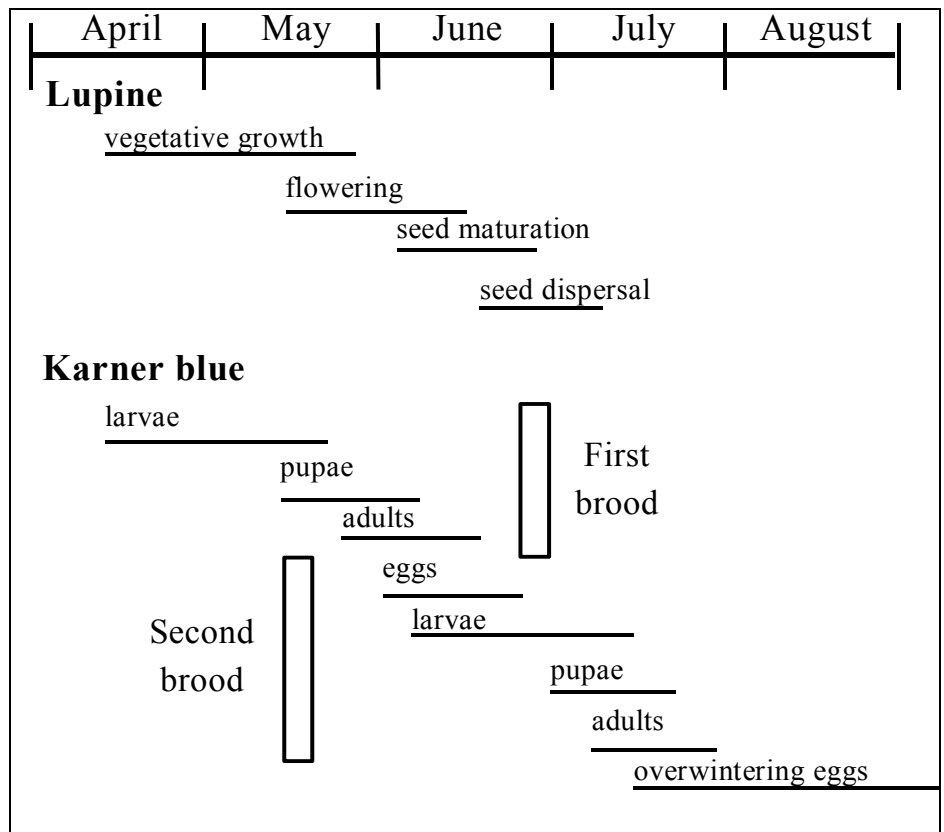 April May June July August
Lupine
vegetative growth
flowering
seed maturation
seed dispersal
Karner blue
larvae
pupae
adults
First
brood
eggs
larvae
Second
brood
pupae
adults
overwintering eggs